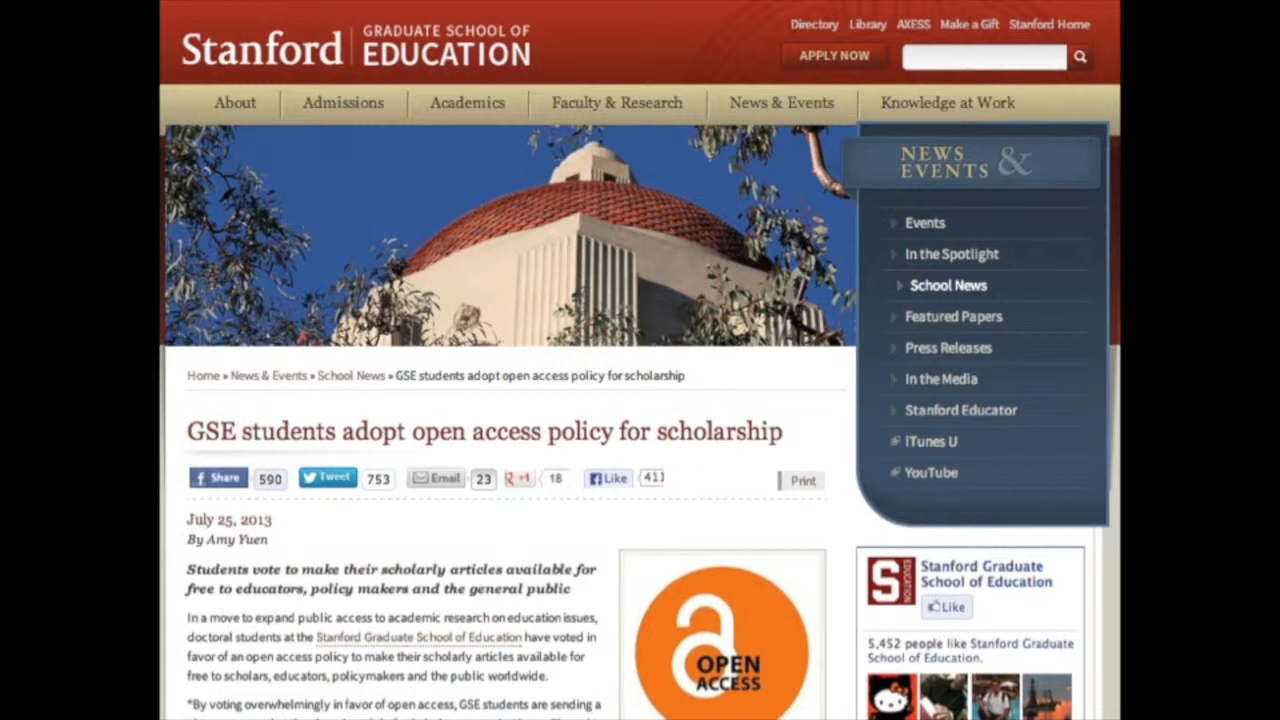 Stanford
GRADUATE SCHOOL OF
EDUCATION
Directory Library AXESS Make a Gift Stanford Home
APPLY NOW
About Admissions Academics Faculty & Research News & Events Knowledge at Work
NEWS & EVENTS
Events
In the Spotlight
School News
Featured Papers
Press Releases
In the Media
Stanford Educator
iTunes U
YouTube
Home » News & Events » School News » GSE students adopt open access policy for scholarship
GSE students adopt open access policy for scholarship
Share 590 Tweet 753 Email 23 +1 18 Like 411 Print
July 25, 2013
By Amy Yuen
Students vote to make their scholarly articles available for
free to educators, policy makers and the general public
In a move to expand public access to academic research on education issues,
doctoral students at the Stanford Graduate School of Education have voted in
favor of an open access policy to make their scholarly articles available for
free to scholars, educators, policymakers and the public worldwide.
"By voting overwhelmingly in favor of open access, GSE students are sending a
OPEN
ACCESS
S EDUCATION
Stanford Graduate
School of Education
Like
5,452 people like Stanford Graduate
School of Education.